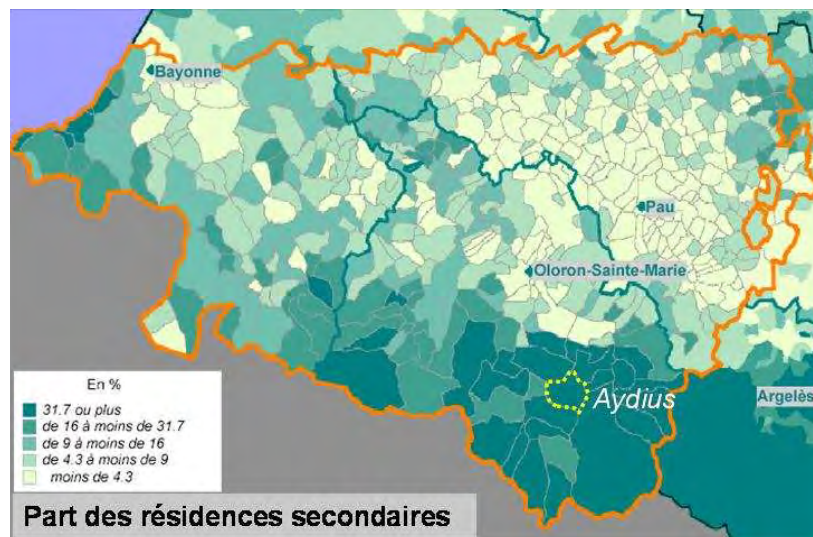 Bayonne
Pau
Oloron-Sainte-Marie
Aydius
Argelès
En %
31.7 ou plus
de 16 à moins de 31.7
de 9 à moins de 16
de 4.3 à moins de 9
moins de 4.3
Part des résidences secondaires